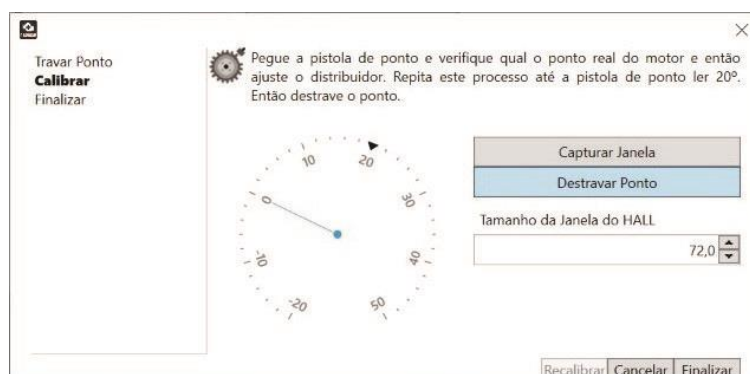 Travar Ponto
Calibrar
Finalizar
Pegue a pistola de ponto e verifique qual o ponto real do motor e então
ajuste o distribuidor. Repita este processo até a pistola de ponto ler 20º.
Então destrave o ponto.
10
20
0
30
-10
40
-20
50
Capturar Janela
Destravar Ponto
Tamanho da Janela do HALL
72,0
Recalibrar
Cancelar
Finalizar